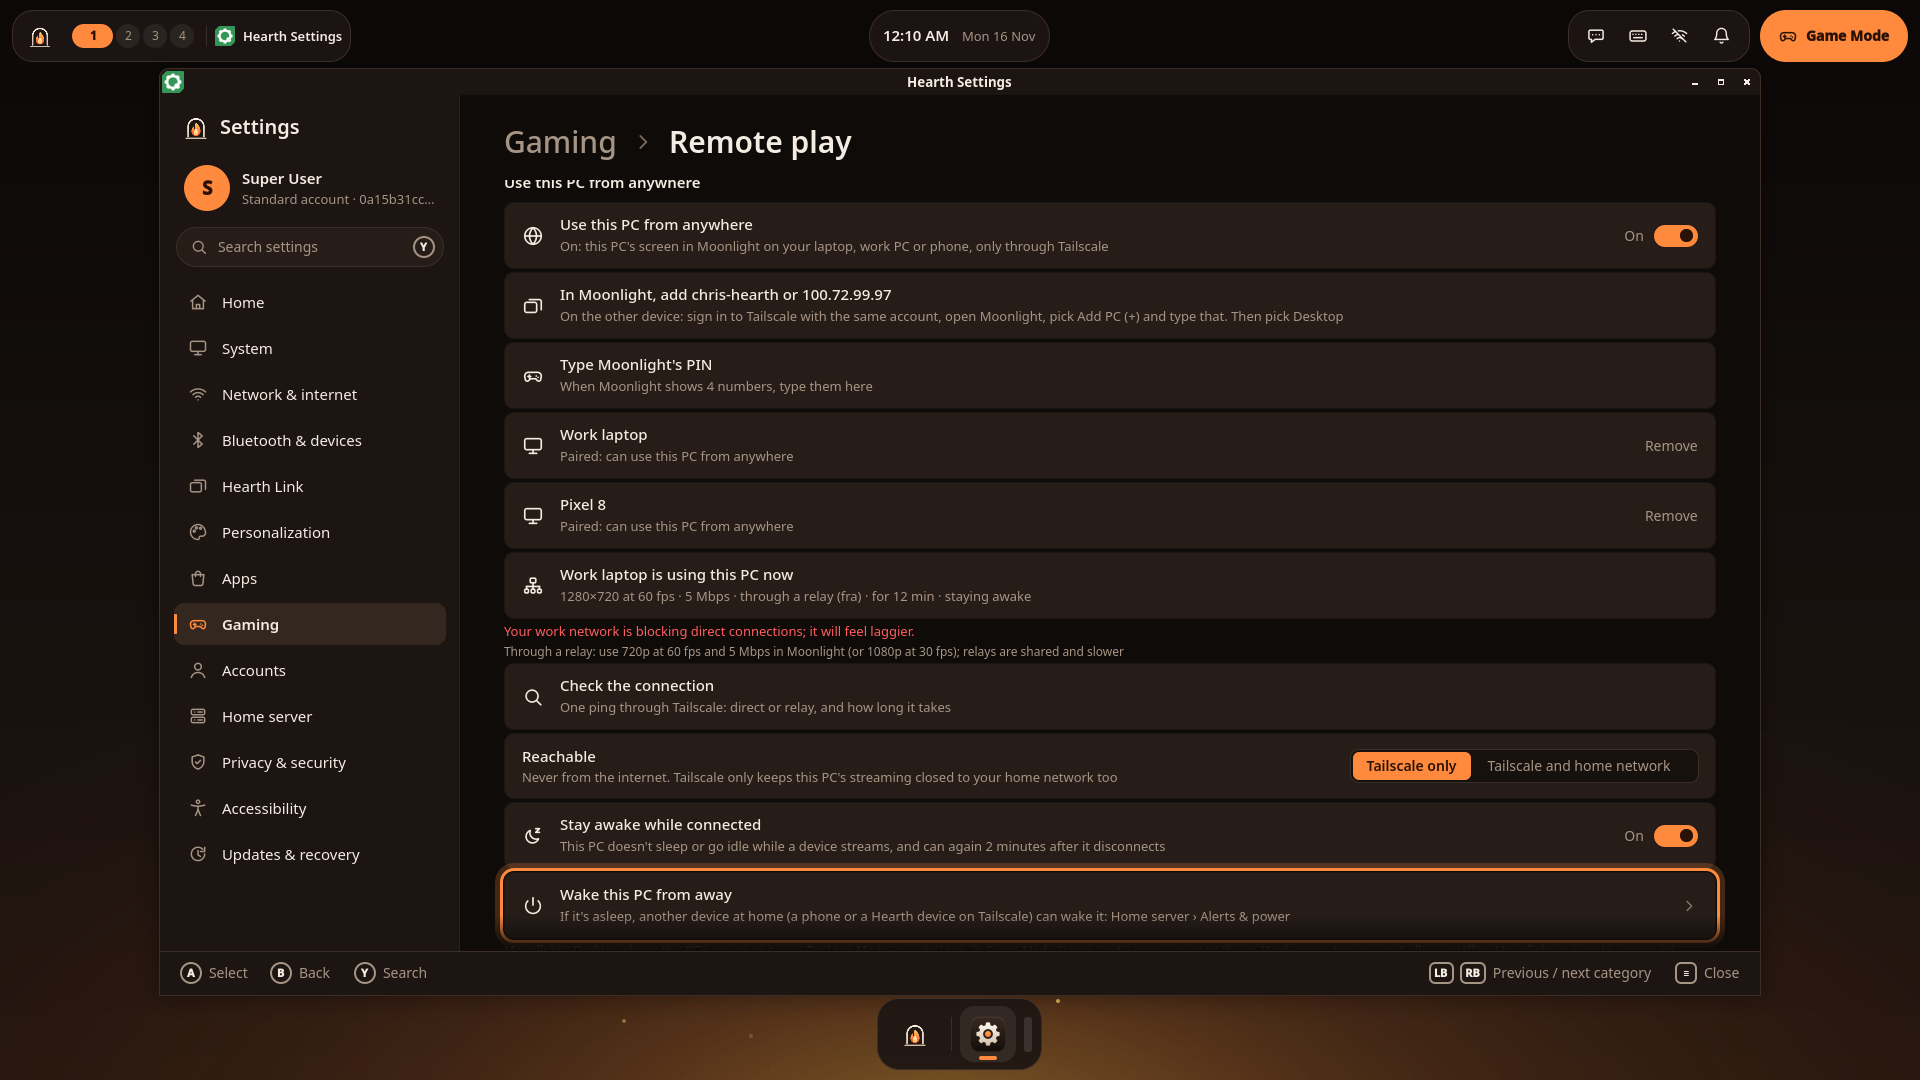 1 2 3 4 Hearth Settings
12:10 AM Mon 16 Nov
Game Mode
Hearth Settings
Settings
S
Super User
Standard account · 0a15b31cc...
Search settings Y
Home
System
Network & internet
Bluetooth & devices
Hearth Link
Personalization
Apps
Gaming
Accounts
Home server
Privacy & security
Accessibility
Updates & recovery
Gaming > Remote play
Use this PC from anywhere
Use this PC from anywhere
On: this PC's screen in Moonlight on your laptop, work PC or phone, only through Tailscale
On
In Moonlight, add chris-hearth or 100.72.99.97
On the other device: sign in to Tailscale with the same account, open Moonlight, pick Add PC (+) and type that. Then pick Desktop
Type Moonlight's PIN
When Moonlight shows 4 numbers, type them here
Work laptop
Paired: can use this PC from anywhere
Remove
Pixel 8
Paired: can use this PC from anywhere
Remove
Work laptop is using this PC now
1280×720 at 60 fps · 5 Mbps · through a relay (fra) · for 12 min · staying awake
Your work network is blocking direct connections; it will feel laggier.
Through a relay: use 720p at 60 fps and 5 Mbps in Moonlight (or 1080p at 30 fps); relays are shared and slower
Check the connection
One ping through Tailscale: direct or relay, and how long it takes
Reachable
Never from the internet. Tailscale only keeps this PC's streaming closed to your home network too
Tailscale only Tailscale and home network
Stay awake while connected
This PC doesn't sleep or go idle while a device streams, and can again 2 minutes after it disconnects
On
Wake this PC from away
If it's asleep, another device at home (a phone or a Hearth device on Tailscale) can wake it: Home server › Alerts & power
A Select B Back Y Search
LB RB Previous / next category ≡ Close